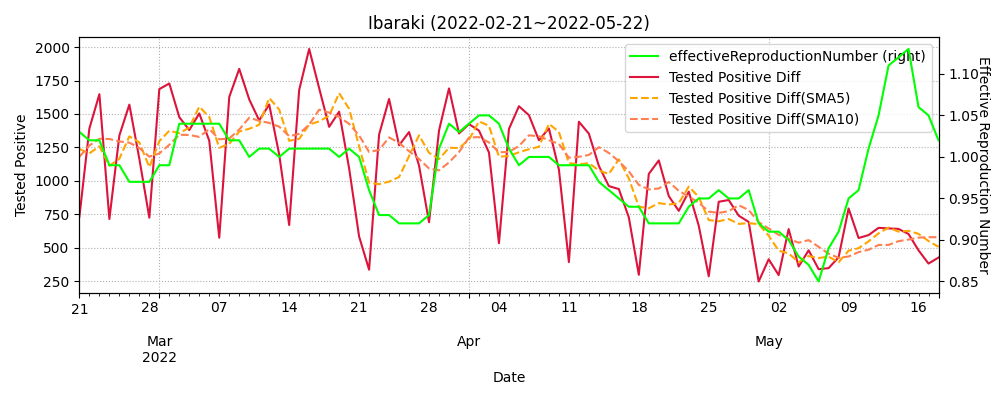 Ibaraki (2022-02-21~2022-05-22)
effectiveReproductionNumber (right)
Tested Positive Diff
Tested Positive Diff(SMA5)
Tested Positive Diff(SMA10)
Tested Positive
2000
1750
1500
1250
1000
750
500
250
Effective Reproduction Number
1.10
1.05
1.00
0.95
0.90
0.85
21 28 07 14 21 28 04 11 18 25 02 09 16
Mar Apr May
2022
Date